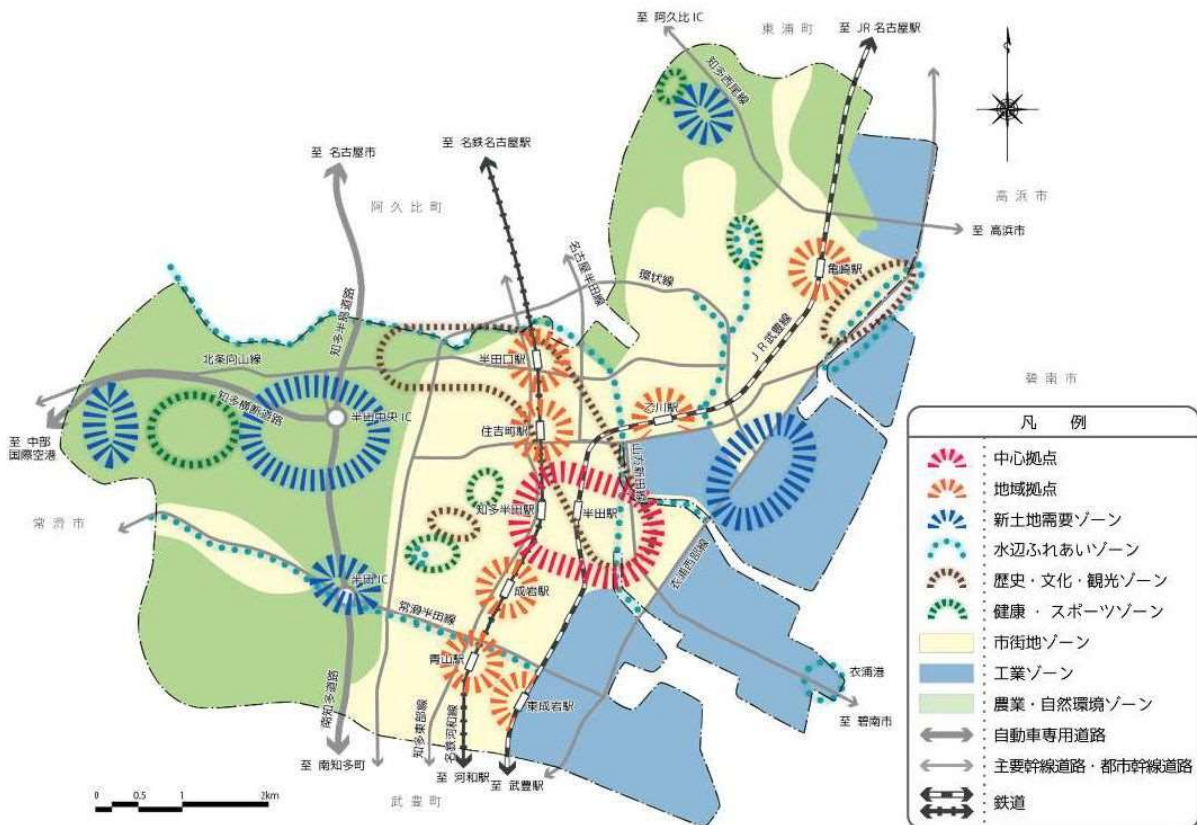 至 阿久比IC
東浦町
至 JR名古屋駅
知多西尾線
至 名古屋市
至 名鉄名古屋駅
阿久比町
高浜市
至 高浜市
名古屋半田線
環状線
亀崎駅
知多半島道路
JR武豊線
北条向山線
半田口駅
碧南市
知多横断道路
半田中央IC
乙川駅
住吉町駅
至 中部
国際空港
知多半田駅
半田駅
常滑市
衣浦西部線
半田IC
成岩駅
常滑半田線
青山駅
衣浦港
東成岩駅
至 碧南市
南知多道路
知多東部線
名鉄河和線
至 南知多町
至 河和駅
至 武豊駅
武豊町
0 0.5 1 2km
凡 例
中心拠点
地域拠点
新土地需要ゾーン
水辺ふれあいゾーン
歴史・文化・観光ゾーン
健康・スポーツゾーン
市街地ゾーン
工業ゾーン
農業・自然環境ゾーン
自動車専用道路
主要幹線道路・都市幹線道路
鉄道